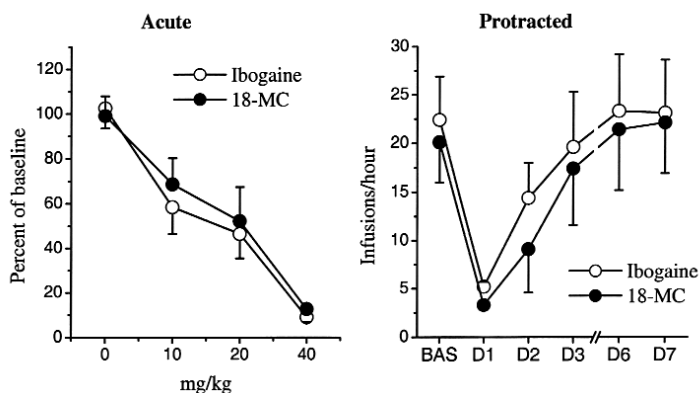 Acute
Percent of baseline
120
100
80
60
40
20
0
Ibogaine
18-MC
0 10 20 40
mg/kg
Protracted
Infusions/hour
30
25
20
15
10
5
0
Ibogaine
18-MC
BAS D1 D2 D3 D6 D7